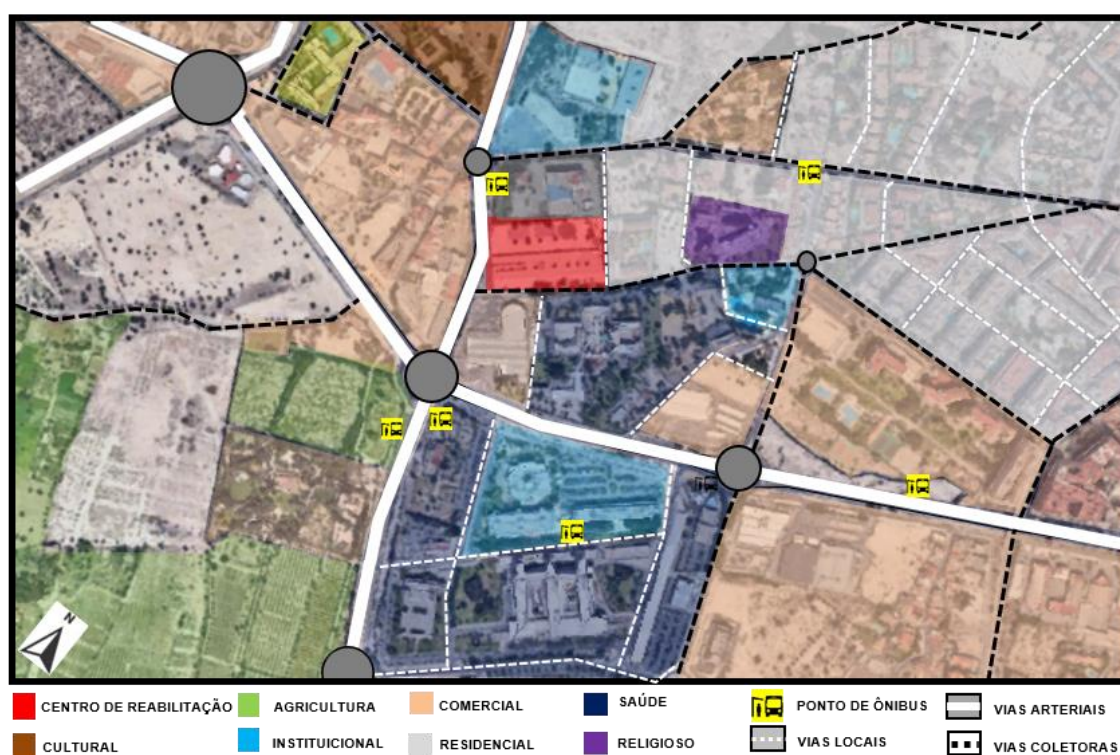 N
CENTRO DE REABILITAÇÃO AGRICULTURA COMERCIAL SAÚDE PONTO DE ÔNIBUS VIAS ARTERIAIS
CULTURAL INSTITUICIONAL RESIDENCIAL RELIGIOSO VIAS LOCAIS VIAS COLETORAS